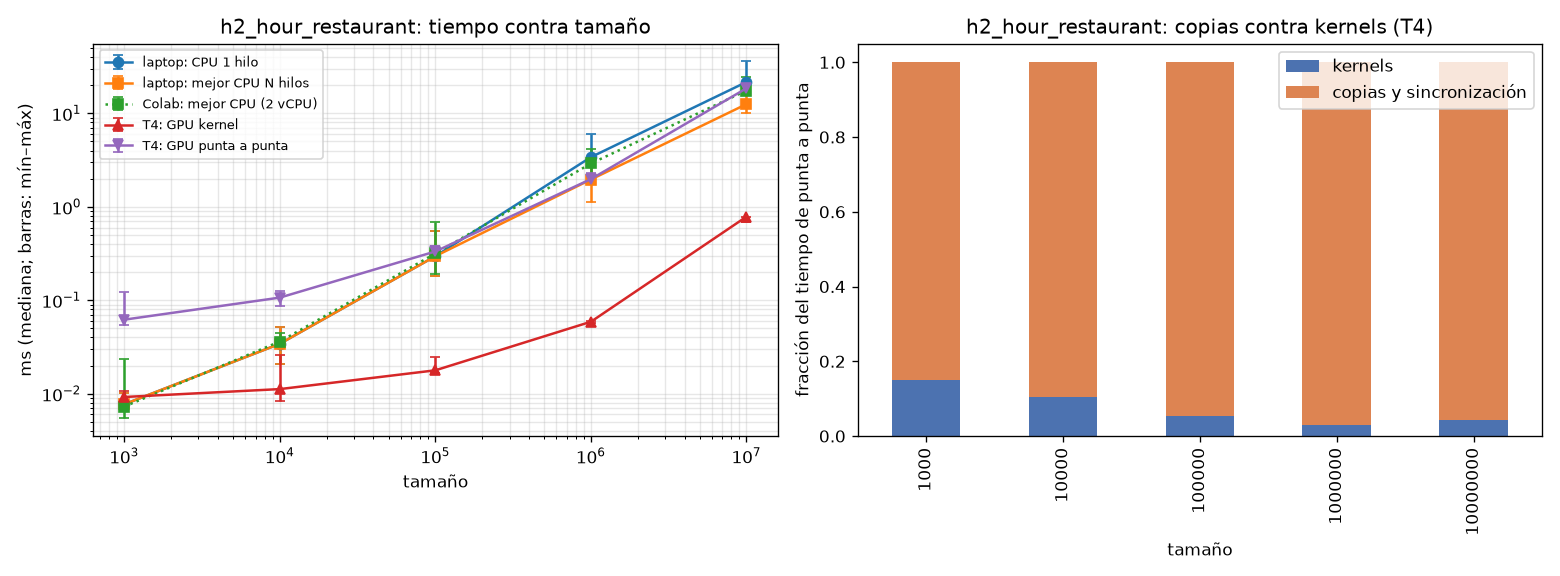 h2_hour_restaurant: tiempo contra tamaño
laptop: CPU 1 hilo
laptop: mejor CPU N hilos
Colab: mejor CPU (2 vCPU)
T4: GPU kernel
T4: GPU punta a punta
ms (mediana; barras: mín–máx)
10¹
10⁰
10⁻¹
10⁻²
10³
10⁴
10⁵
10⁶
10⁷
tamaño
h2_hour_restaurant: copias contra kernels (T4)
kernels
copias y sincronización
fracción del tiempo de punta a punta
1.0
0.8
0.6
0.4
0.2
0.0
1000
10000
100000
1000000
10000000
tamaño